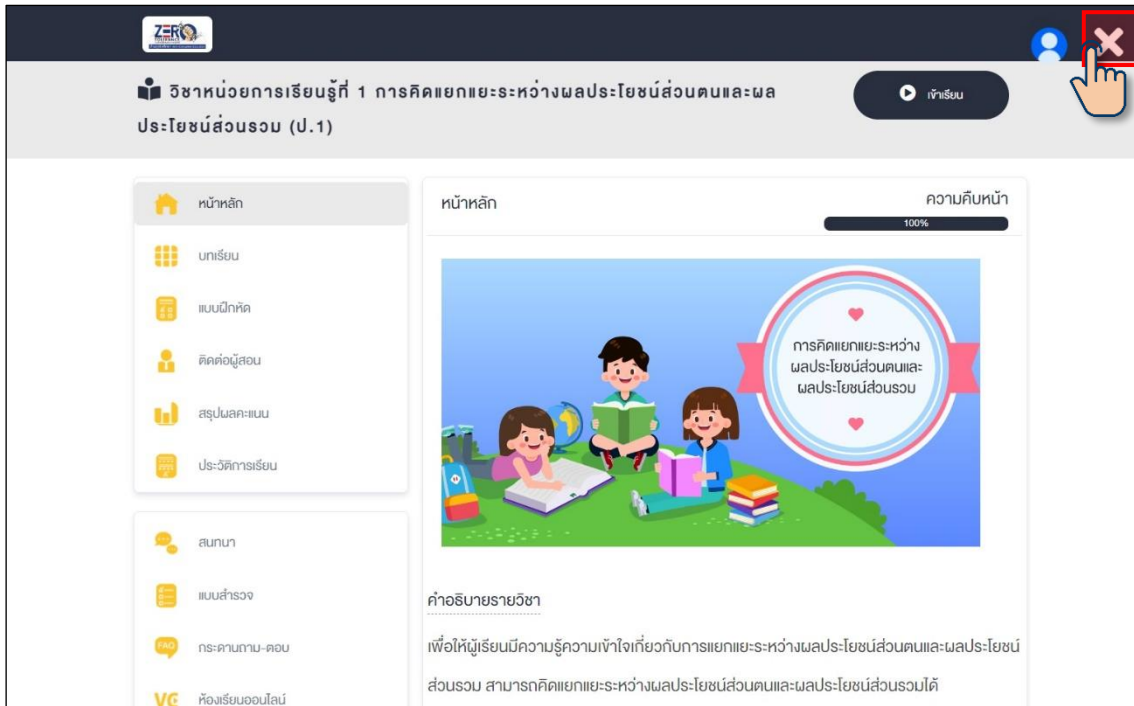 ZERO
TOLERANCE
วิชาหน่วยการเรียนรู้ที่ 1 การคิดแยกแยะระหว่างผลประโยชน์ส่วนตนและผล
ประโยชน์ส่วนรวม (ป.1)
เข้าเรียน
หน้าหลัก
บทเรียน
แบบฝึกหัด
ติดต่อผู้สอน
สรุปผลคะแนน
ประวัติการเรียน
สนทนา
แบบสำรวจ
FAQ
กระดานถาม-ตอบ
VC
ห้องเรียนออนไลน์
หน้าหลัก
ความคืบหน้า
100%
การคิดแยกแยะระหว่าง
ผลประโยชน์ส่วนตนและ
ผลประโยชน์ส่วนรวม
คำอธิบายรายวิชา
เพื่อให้ผู้เรียนมีความรู้ความเข้าใจเกี่ยวกับการแยกแยะระหว่างผลประโยชน์ส่วนตนและผลประโยชน์
ส่วนรวม สามารถคิดแยกแยะระหว่างผลประโยชน์ส่วนตนและผลประโยชน์ส่วนรวมได้